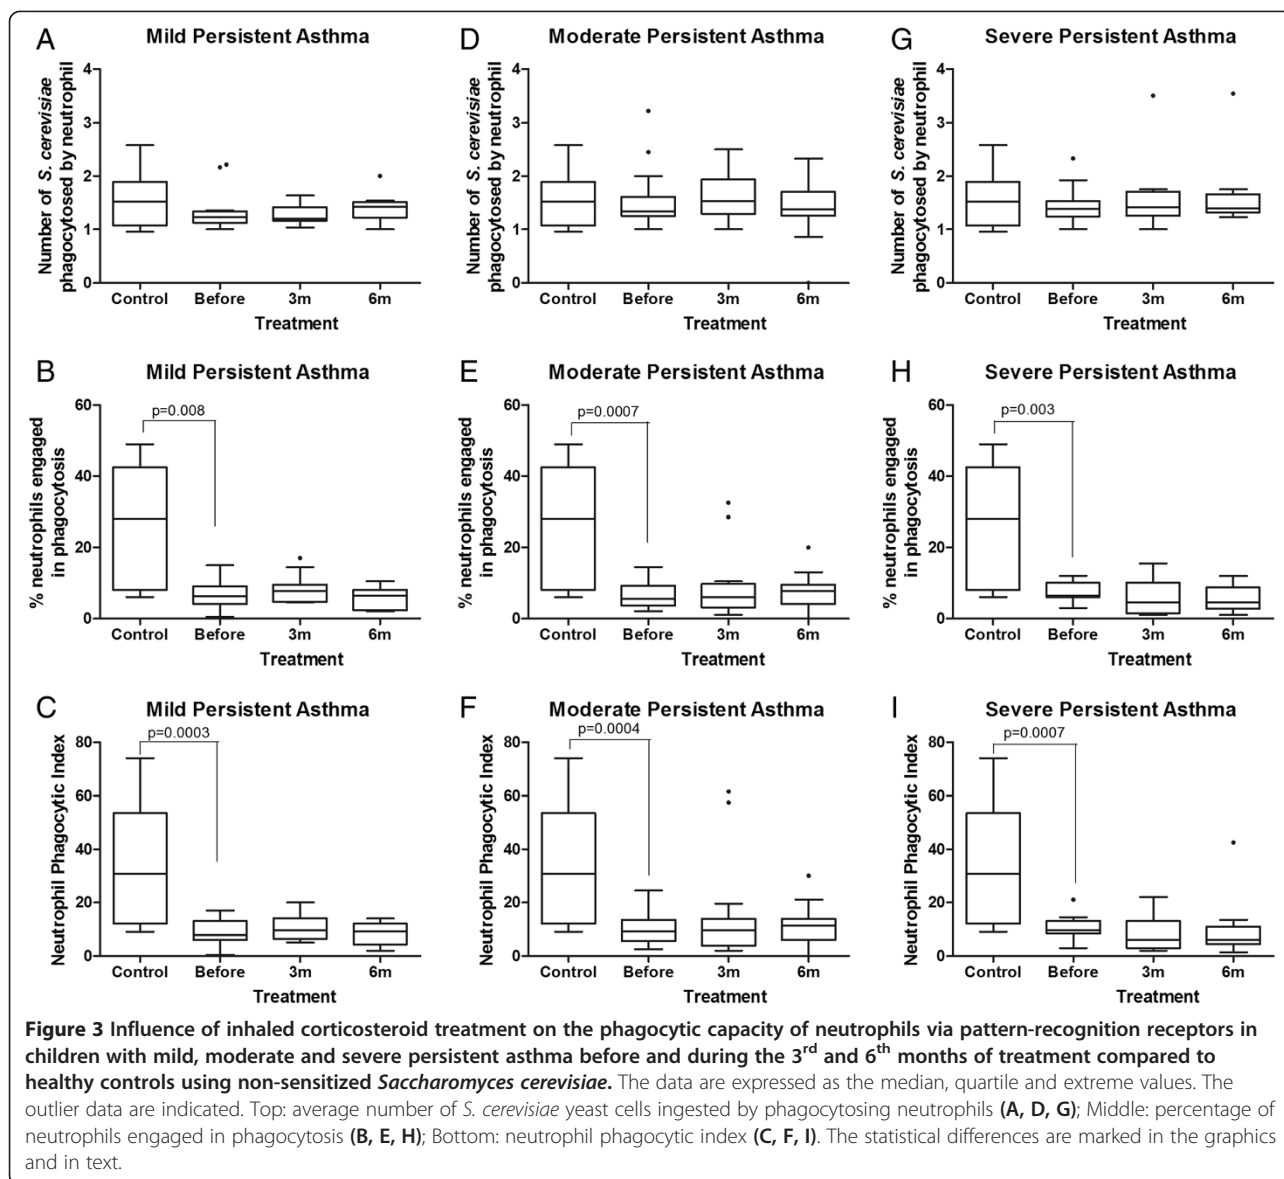 A
Mild Persistent Asthma
Number of S. cerevisiae
phagocytosed by neutrophil
4
3
2
1
0
Control Before 3m 6m
Treatment
D
Moderate Persistent Asthma
Number of S. cerevisiae
phagocytosed by neutrophil
4
3
2
1
0
Control Before 3m 6m
Treatment
G
Severe Persistent Asthma
Number of S. cerevisiae
phagocytosed by neutrophil
4
3
2
1
0
Control Before 3m 6m
Treatment
B
Mild Persistent Asthma
% neutrophils engaged
in phagocytosis
60
40
20
0
p=0.008
Control Before 3m 6m
Treatment
E
Moderate Persistent Asthma
% neutrophils engaged
in phagocytosis
60
40
20
0
p=0.0007
Control Before 3m 6m
Treatment
H
Severe Persistent Asthma
% neutrophils engaged
in phagocytosis
60
40
20
0
p=0.003
Control Before 3m 6m
Treatment
C
Mild Persistent Asthma
Neutrophil Phagocytic Index
80
60
40
20
0
p=0.0003
Control Before 3m 6m
Treatment
F
Moderate Persistent Asthma
Neutrophil Phagocytic Index
80
60
40
20
0
p=0.0004
Control Before 3m 6m
Treatment
I
Severe Persistent Asthma
Neutrophil Phagocytic Index
80
60
40
20
0
p=0.0007
Control Before 3m 6m
Treatment
Figure 3 Influence of inhaled corticosteroid treatment on the phagocytic capacity of neutrophils via pattern-recognition receptors in
children with mild, moderate and severe persistent asthma before and during the 3rd and 6th months of treatment compared to
healthy controls using non-sensitized Saccharomyces cerevisiae. The data are expressed as the median, quartile and extreme values. The
outlier data are indicated. Top: average number of S. cerevisiae yeast cells ingested by phagocytosing neutrophils (A, D, G); Middle: percentage of
neutrophils engaged in phagocytosis (B, E, H); Bottom: neutrophil phagocytic index (C, F, I). The statistical differences are marked in the graphics
and in text.